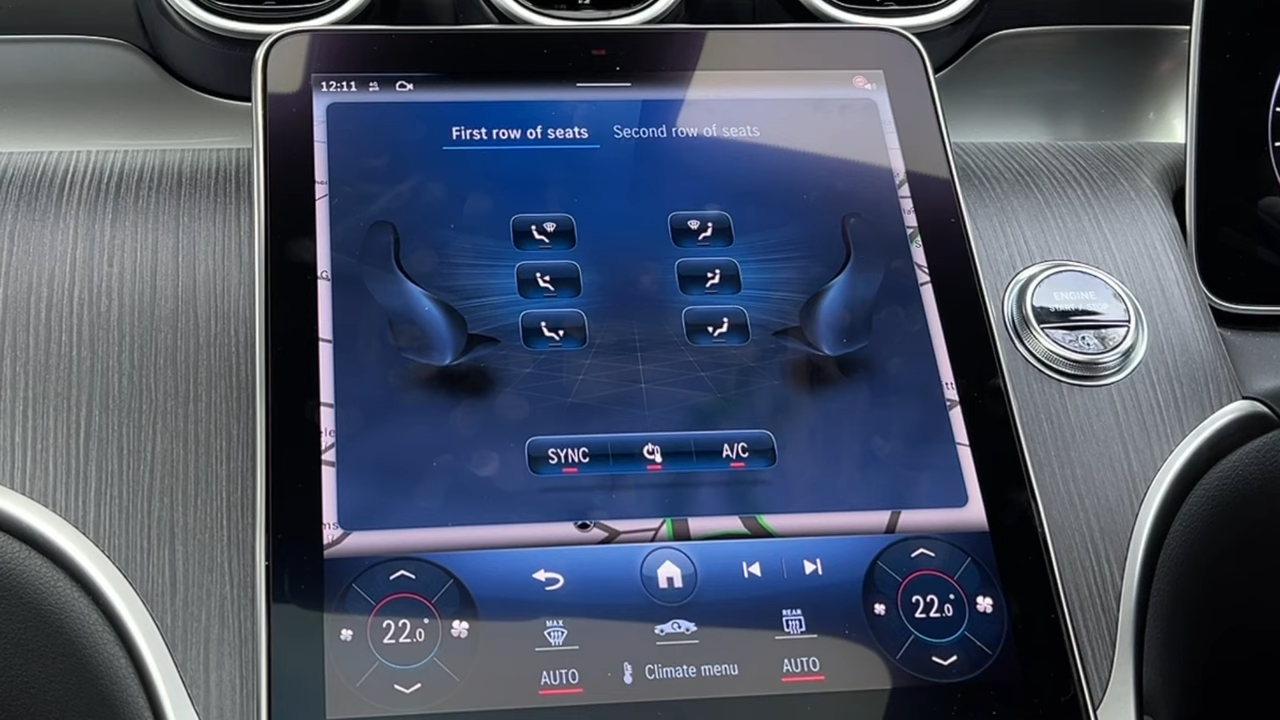 12:11 4G
First row of seats Second row of seats
ENGINE
START STOP
SYNC A/C
22.0° 22.0°
MAX REAR
AUTO Climate menu AUTO